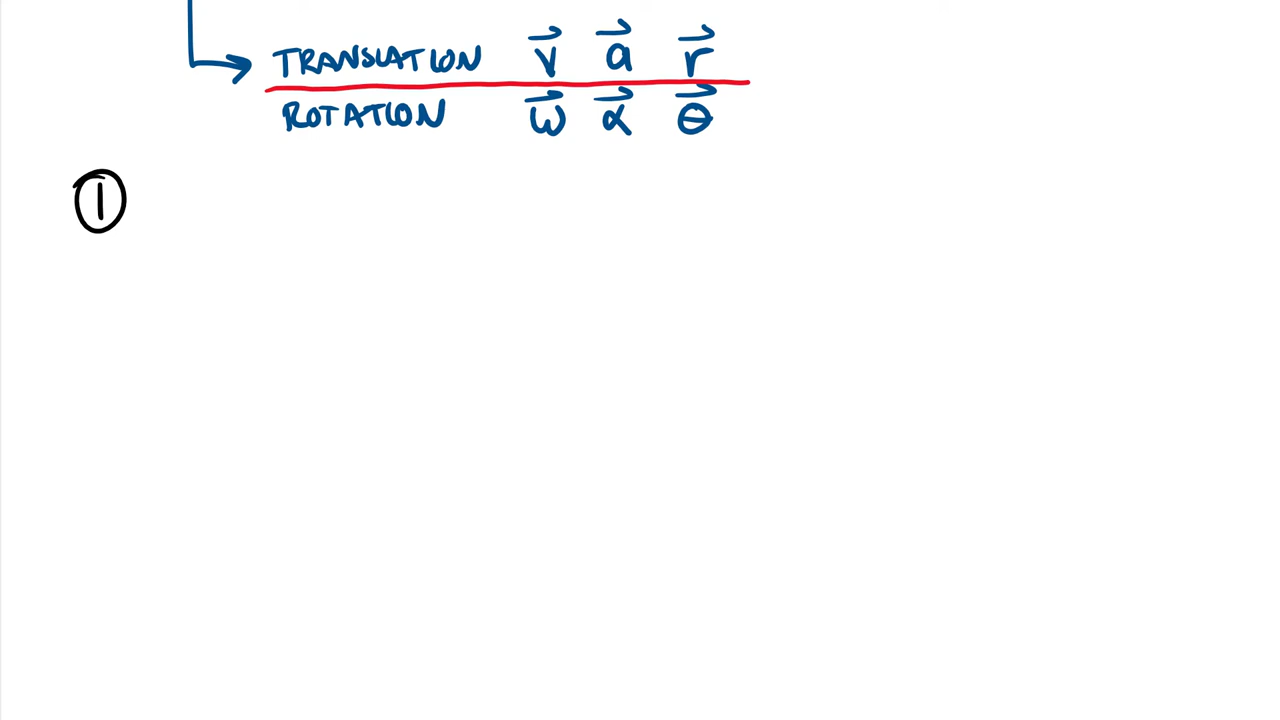 TRANSLATION v⃗ a⃗ r⃗
ROTATION ω⃗ α⃗ θ⃗
①